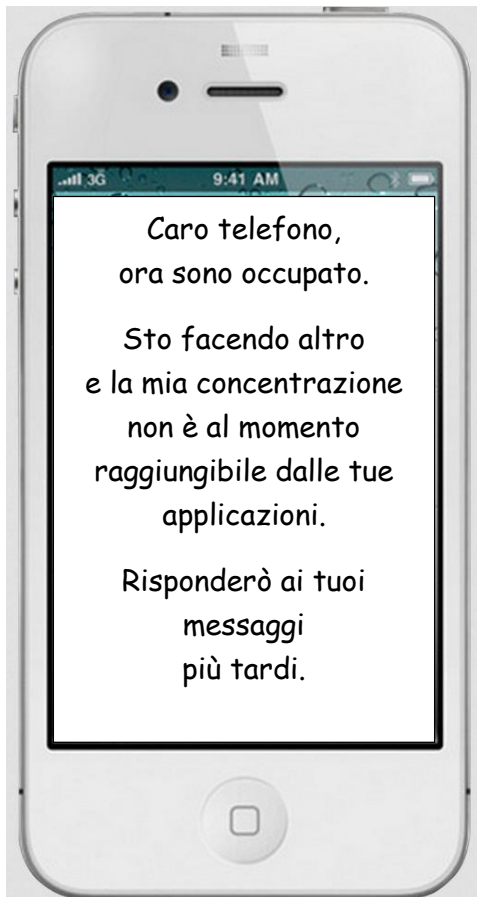 3G 9:41 AM
Caro telefono,
ora sono occupato.
Sto facendo altro
e la mia concentrazione
non è al momento
raggiungibile dalle tue
applicazioni.
Risponderò ai tuoi
messaggi
più tardi.